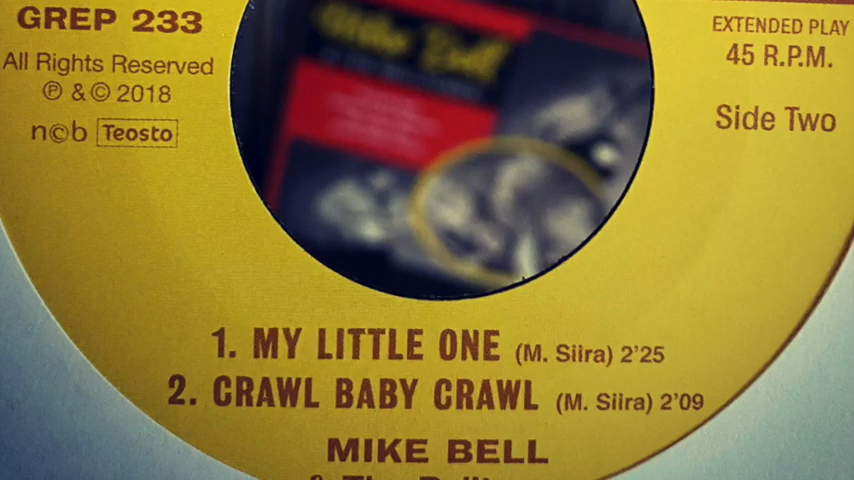 GREP 233
All Rights Reserved
℗ & © 2018
n©b Teosto
EXTENDED PLAY
45 R.P.M.
Side Two
1. MY LITTLE ONE (M. Siira) 2'25
2. CRAWL BABY CRAWL (M. Siira) 2'09
MIKE BELL